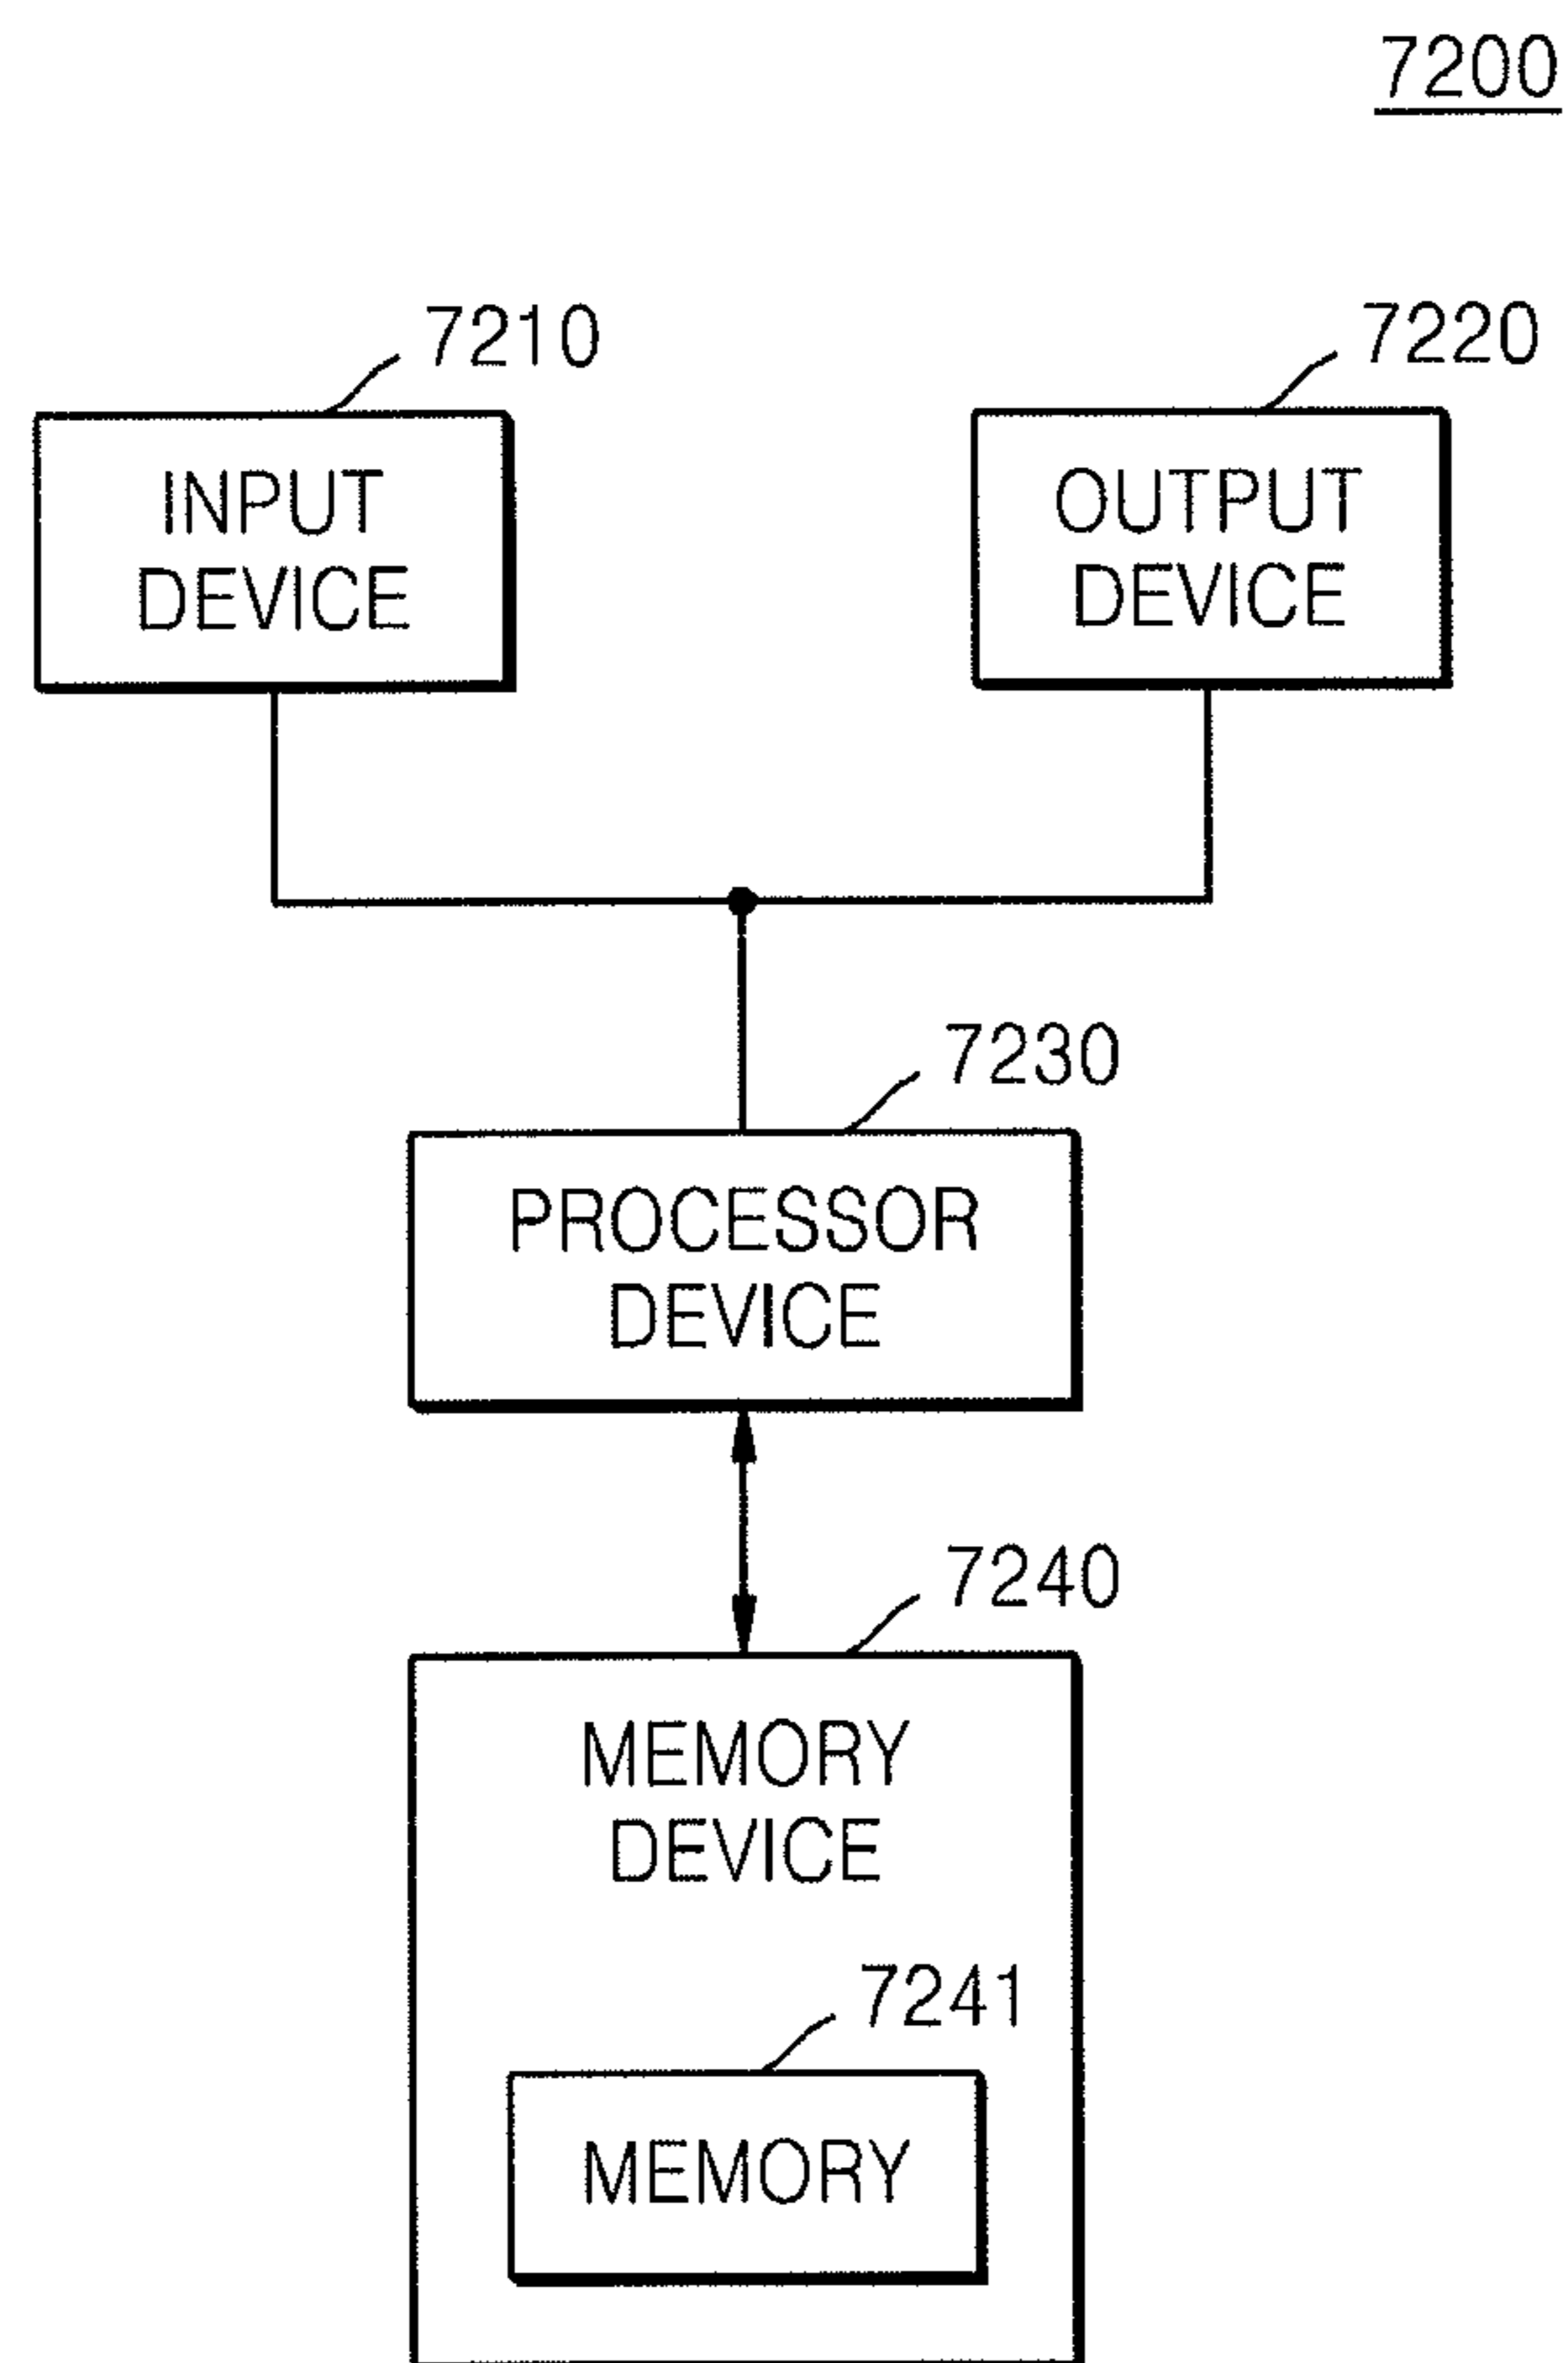 7200
7210
7220
INPUT
DEVICE
OUTPUT
DEVICE
7230
PROCESSOR
DEVICE
7240
MEMORY
DEVICE
7241
MEMORY